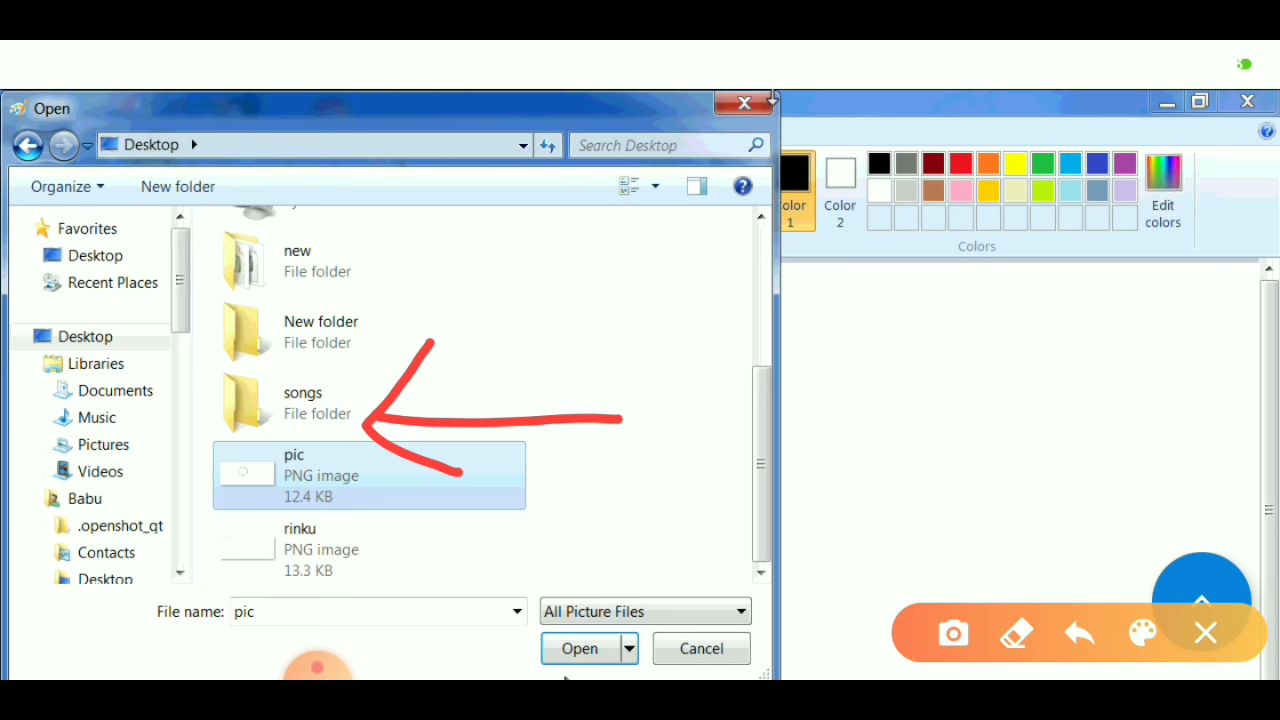 Open
Desktop
Search Desktop
Organize
New folder
Favorites
Desktop
Recent Places
Desktop
Libraries
Documents
Music
Pictures
Videos
Babu
.openshot_qt
Contacts
Desktop
new
File folder
New folder
File folder
songs
File folder
pic
PNG image
12.4 KB
rinku
PNG image
13.3 KB
File name: pic
All Picture Files
Open
Cancel
olor
1
Color
2
Edit
colors
Colors